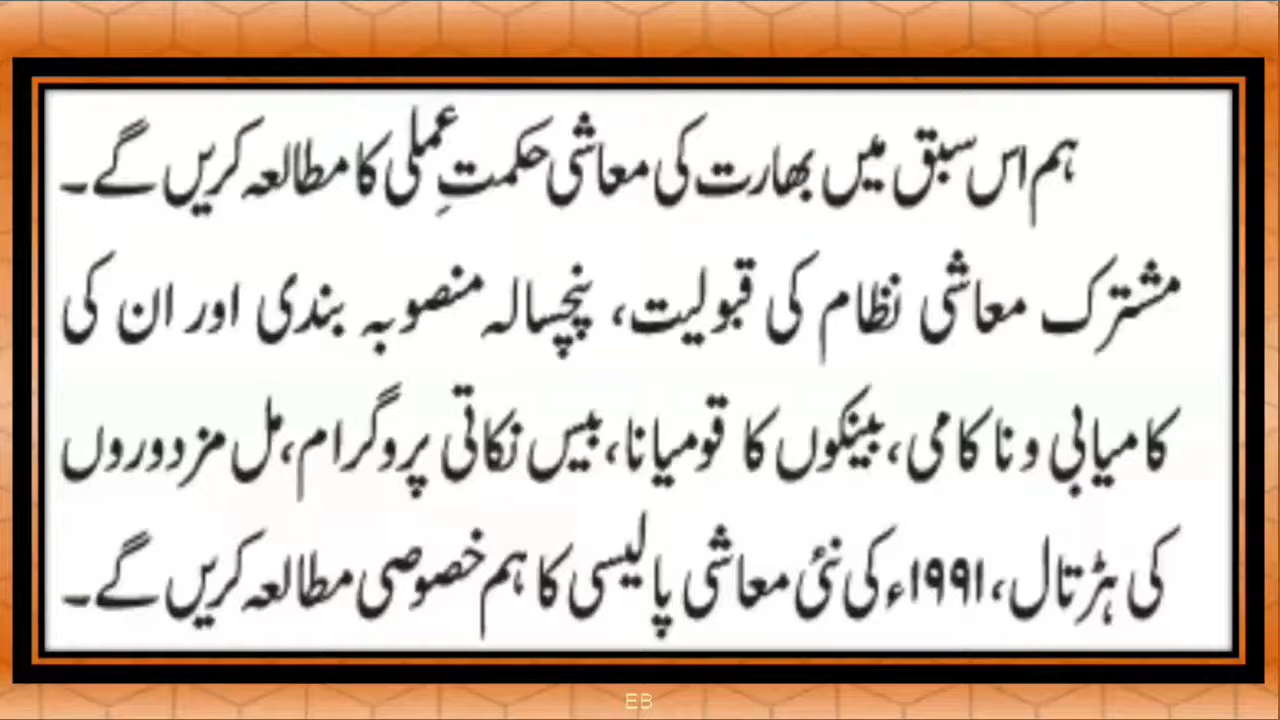 ہم اس سبق میں بھارت کی معاشی حکمتِ عملی کا مطالعہ کریں گے۔
مشترک معاشی نظام کی قبولیت، پنچسالہ منصوبہ بندی اور ان کی
کامیابی و ناکامی، بینکوں کا قومیانا، بیس نکاتی پروگرام، مل مزدوروں
کی ہڑتال، ۱۹۹۱ء کی نئی معاشی پالیسی کا ہم خصوصی مطالعہ کریں گے۔
EB